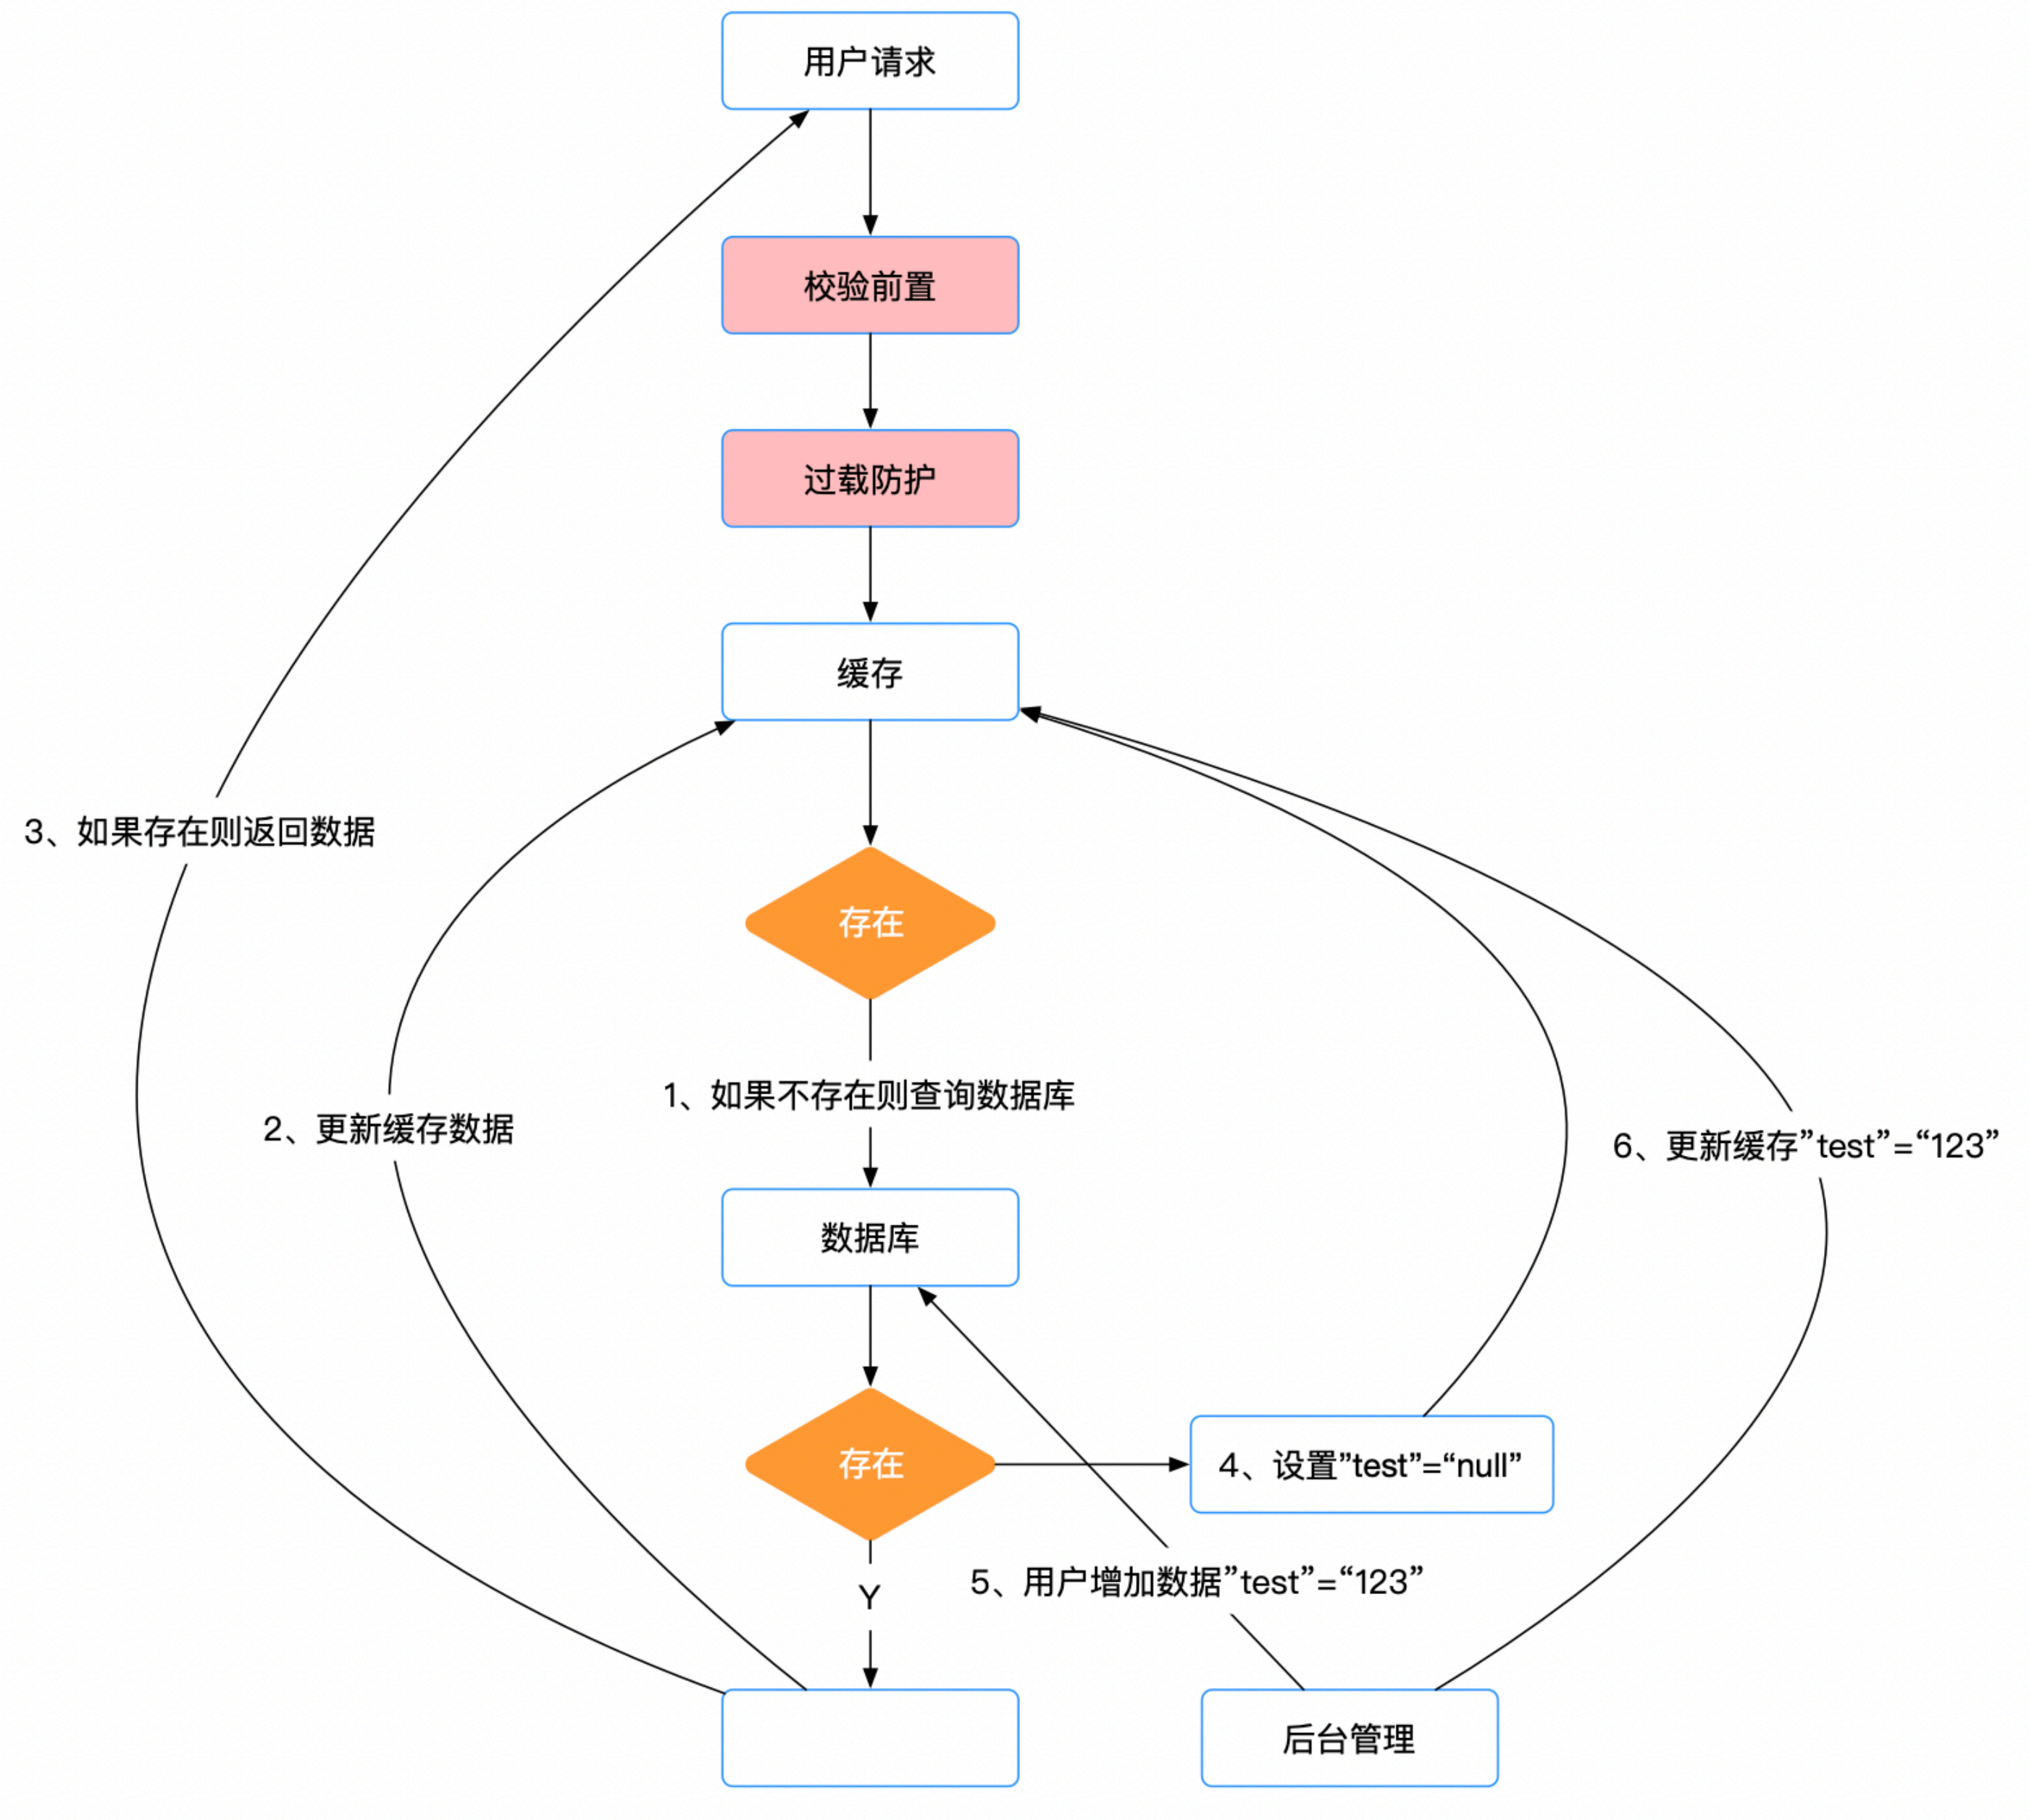 用户请求
校验前置
过载防护
缓存
3、如果存在则返回数据
存在
1、如果不存在则查询数据库
2、更新缓存数据
6、更新缓存”test”=“123”
数据库
存在
4、设置”test”=“null”
5、用户增加数据”test”=“123”
Y
后台管理